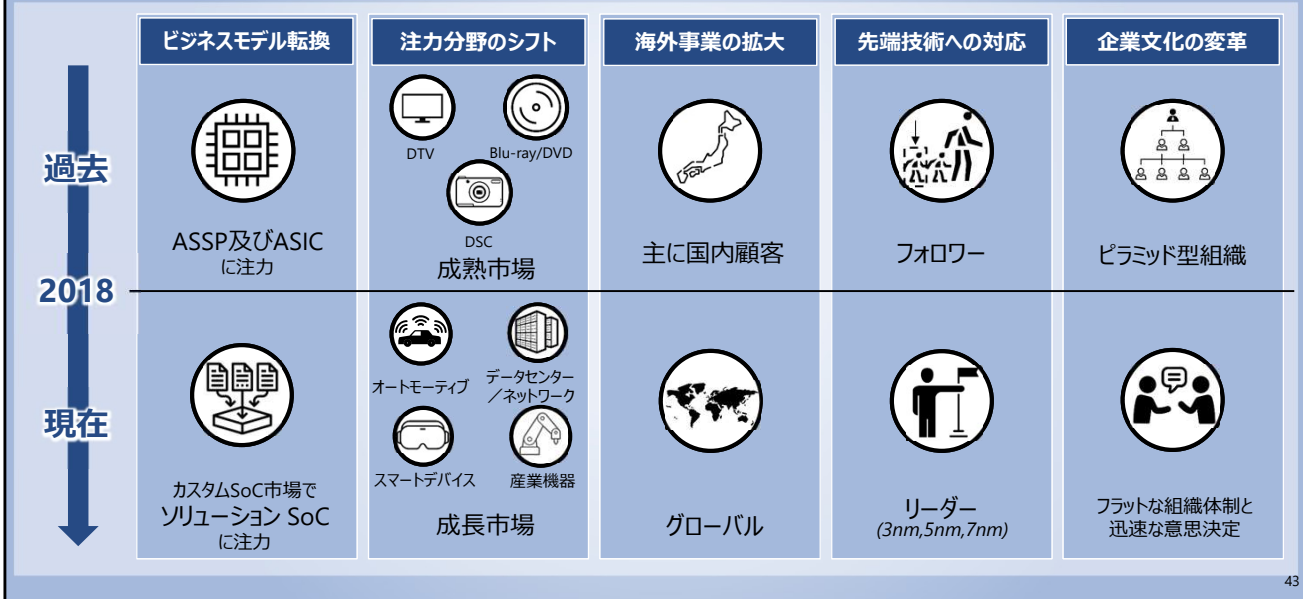 ビジネスモデル転換
注力分野のシフト
海外事業の拡大
先端技術への対応
企業文化の変革
過去
ASSP及びASIC
に注力
DTV
Blu-ray/DVD
DSC
成熟市場
主に国内顧客
フォロワー
ピラミッド型組織
2018
現在
カスタムSoC市場で
ソリューション SoC
に注力
オートモーティブ
データセンター
／ネットワーク
スマートデバイス
産業機器
成長市場
グローバル
リーダー
(3nm,5nm,7nm)
フラットな組織体制と
迅速な意思決定
43